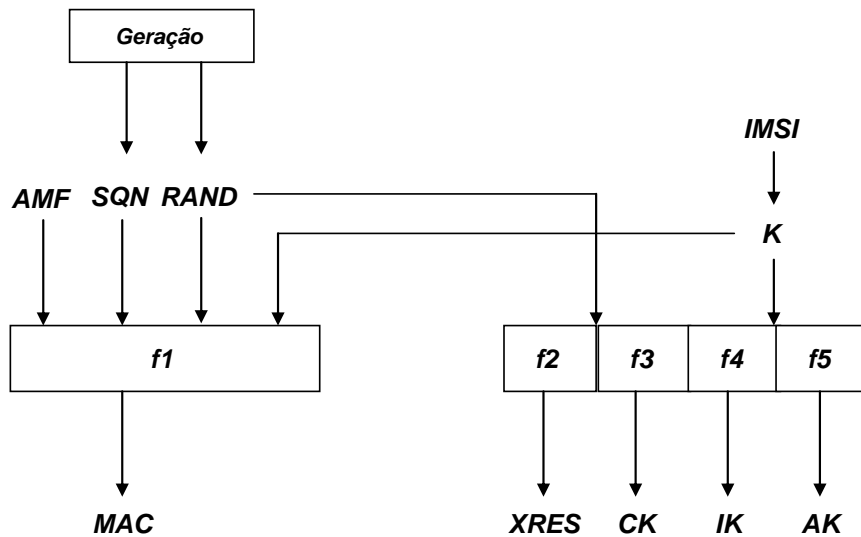 Geração
IMSI
AMF SQN RAND
K
f1 f2 f3 f4 f5
MAC XRES CK IK AK